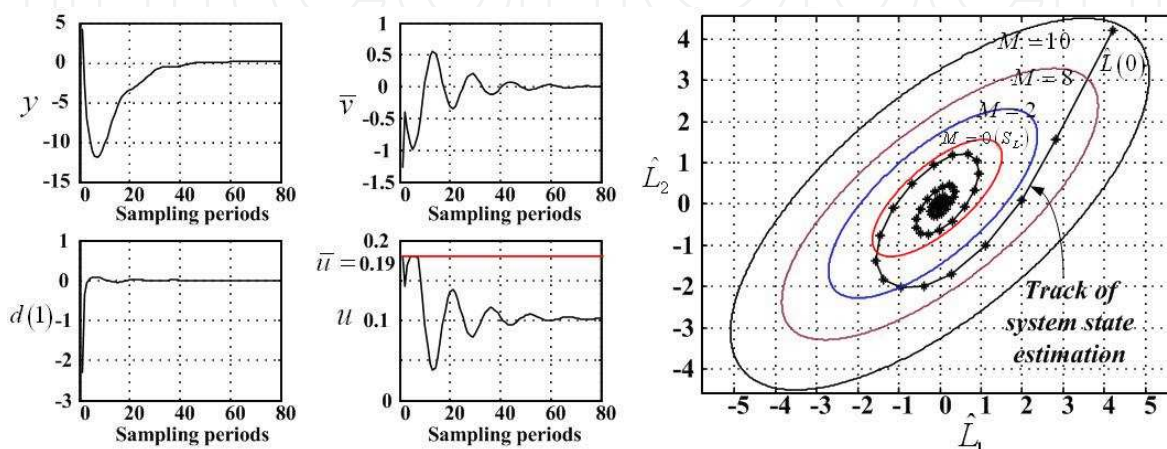 5
0
-5
-10
-15
y
0 20 40 60 80
Sampling periods
1
0.5
0
-0.5
-1
-1.5
v̅
0 20 40 60 80
Sampling periods
1
0
-1
-2
-3
d(1)
0 20 40 60 80
Sampling periods
0.2
u̅ = 0.19
0.1
0
u
0 20 40 60 80
Sampling periods
4
3
2
1
0
-1
-2
-3
-4
L̂₂
M =10
L̂(0)
M =8
M =2
M =0(S_L)
Track of
system state
estimation
-5 -4 -3 -2 -1 0 1 2 3 4 5
L̂₁